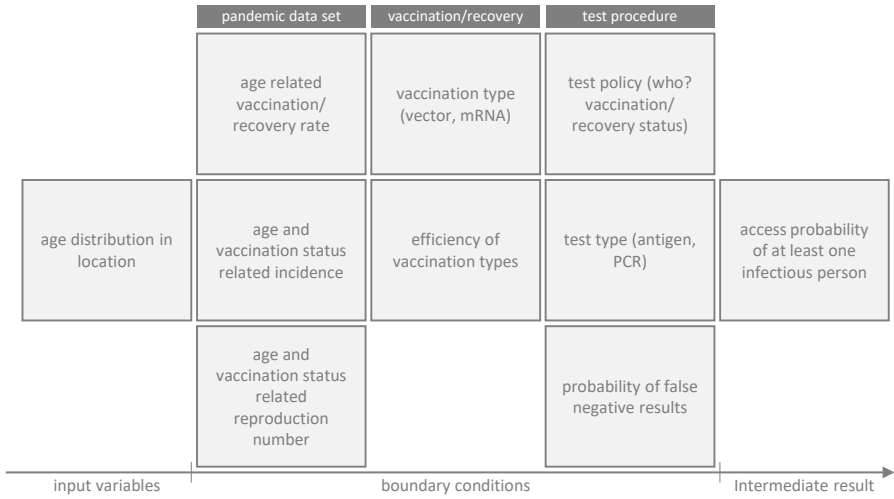 pandemic data set
vaccination/recovery
test procedure
age related
vaccination/
recovery rate
vaccination type
(vector, mRNA)
test policy (who?
vaccination/
recovery status)
age distribution in
location
age and
vaccination status
related incidence
efficiency of
vaccination types
test type (antigen,
PCR)
access probability
of at least one
infectious person
age and
vaccination status
related
reproduction
number
probability of false
negative results
input variables
boundary conditions
Intermediate result